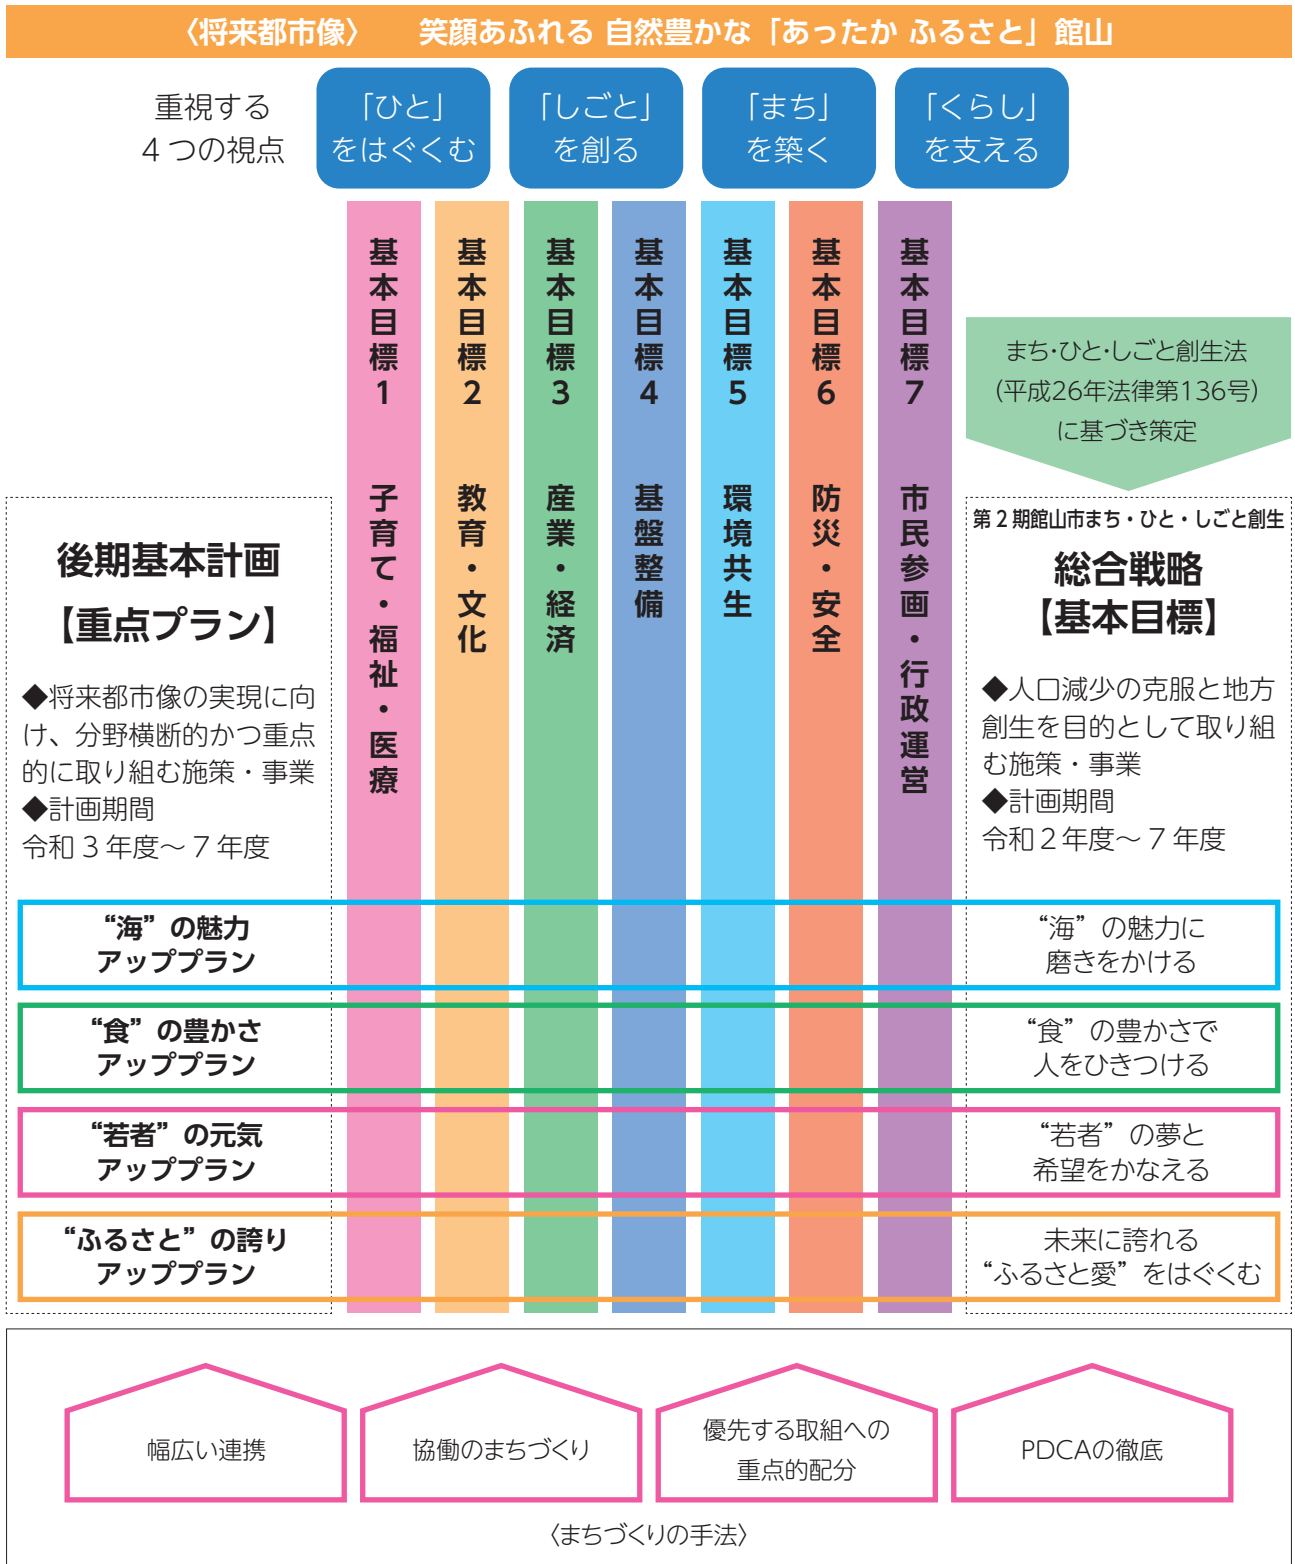 〈将来都市像〉　笑顔あふれる 自然豊かな「あったか ふるさと」館山
重視する
4つの視点
「ひと」
をはぐくむ
「しごと」
を創る
「まち」
を築く
「くらし」
を支える
基本目標1 子育て・福祉・医療
基本目標2 教育・文化
基本目標3 産業・経済
基本目標4 基盤整備
基本目標5 環境共生
基本目標6 防災・安全
基本目標7 市民参画・行政運営
まち・ひと・しごと創生法
(平成26年法律第136号)
に基づき策定
後期基本計画
【重点プラン】
◆将来都市像の実現に向
け、分野横断的かつ重点
的に取り組む施策・事業
◆計画期間
令和3年度～7年度
第2期館山市まち・ひと・しごと創生
総合戦略
【基本目標】
◆人口減少の克服と地方
創生を目的として取り組
む施策・事業
◆計画期間
令和2年度～7年度
“海”の魅力
アッププラン
“海”の魅力に
磨きをかける
“食”の豊かさ
アッププラン
“食”の豊かさで
人をひきつける
“若者”の元気
アッププラン
“若者”の夢と
希望をかなえる
“ふるさと”の誇り
アッププラン
未来に誇れる
“ふるさと愛”をはぐくむ
幅広い連携
協働のまちづくり
優先する取組への
重点的配分
PDCAの徹底
〈まちづくりの手法〉